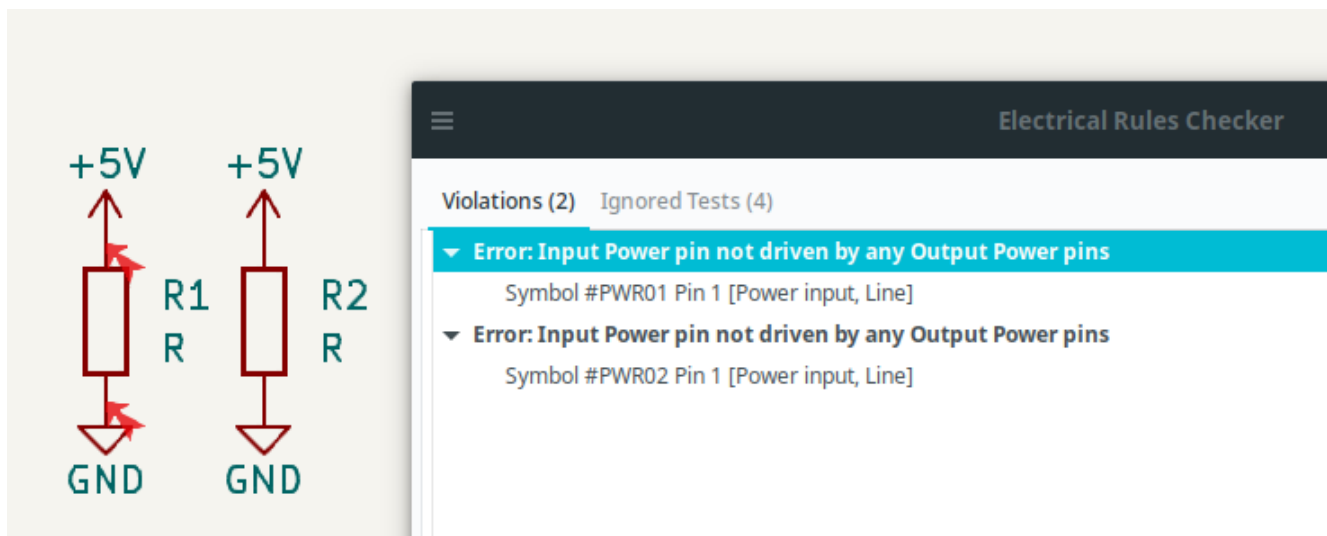 Electrical Rules Checker
Violations (2) Ignored Tests (4)
Error: Input Power pin not driven by any Output Power pins
Symbol #PWR01 Pin 1 [Power input, Line]
Error: Input Power pin not driven by any Output Power pins
Symbol #PWR02 Pin 1 [Power input, Line]
+5V +5V
R1 R2
R R
GND GND